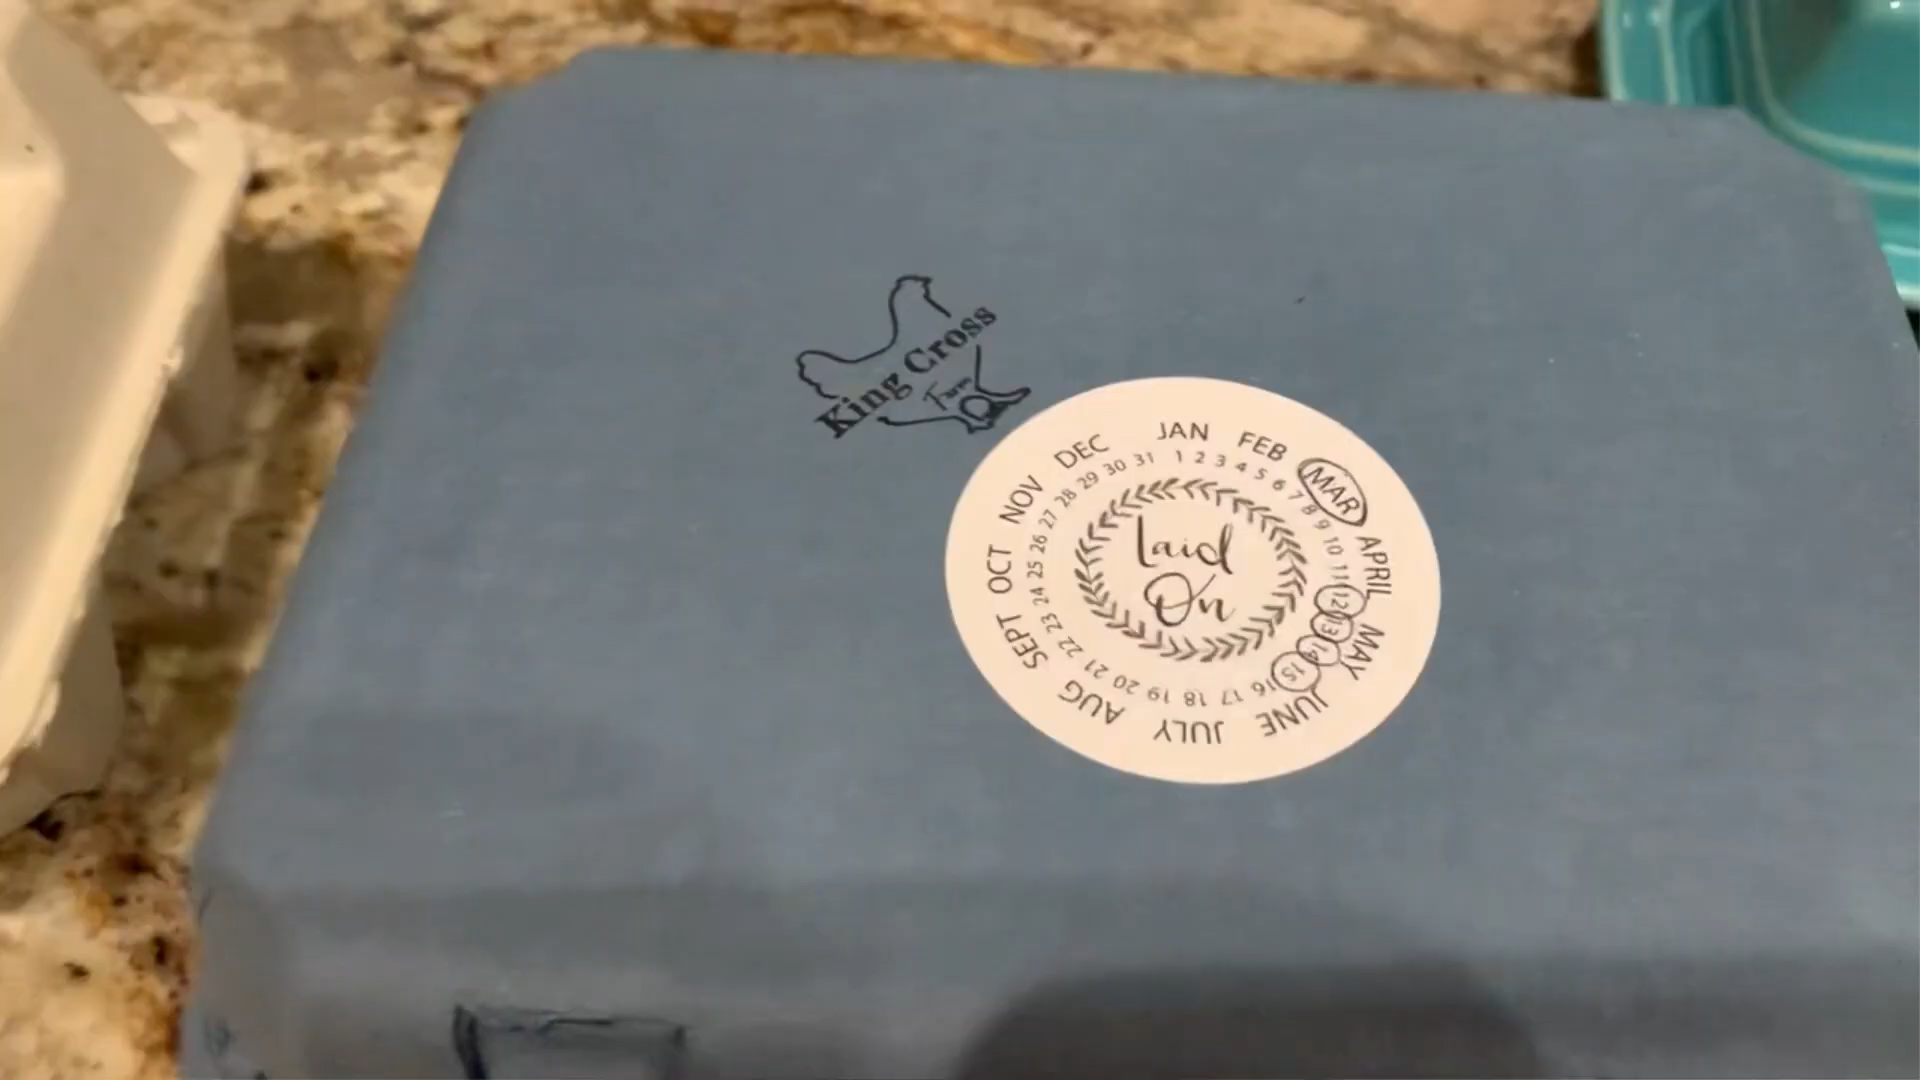 King Cross
Farm
JAN FEB MAR APRIL MAY JUNE JULY AUG SEPT OCT NOV DEC
1 2 3 4 5 6 7 8 9 10 11 12 13 14 15 16 17 18 19 20 21 22 23 24 25 26 27 28 29 30 31
Laid
On